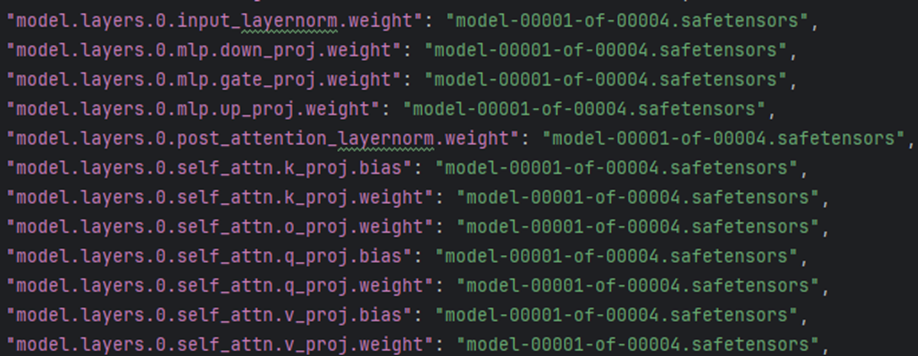 "model.layers.0.input_layernorm.weight": "model-00001-of-00004.safetensors",
"model.layers.0.mlp.down_proj.weight": "model-00001-of-00004.safetensors",
"model.layers.0.mlp.gate_proj.weight": "model-00001-of-00004.safetensors",
"model.layers.0.mlp.up_proj.weight": "model-00001-of-00004.safetensors",
"model.layers.0.post_attention_layernorm.weight": "model-00001-of-00004.safetensors",
"model.layers.0.self_attn.k_proj.bias": "model-00001-of-00004.safetensors",
"model.layers.0.self_attn.k_proj.weight": "model-00001-of-00004.safetensors",
"model.layers.0.self_attn.o_proj.weight": "model-00001-of-00004.safetensors",
"model.layers.0.self_attn.q_proj.bias": "model-00001-of-00004.safetensors",
"model.layers.0.self_attn.q_proj.weight": "model-00001-of-00004.safetensors",
"model.layers.0.self_attn.v_proj.bias": "model-00001-of-00004.safetensors",
"model.layers.0.self_attn.v_proj.weight": "model-00001-of-00004.safetensors",